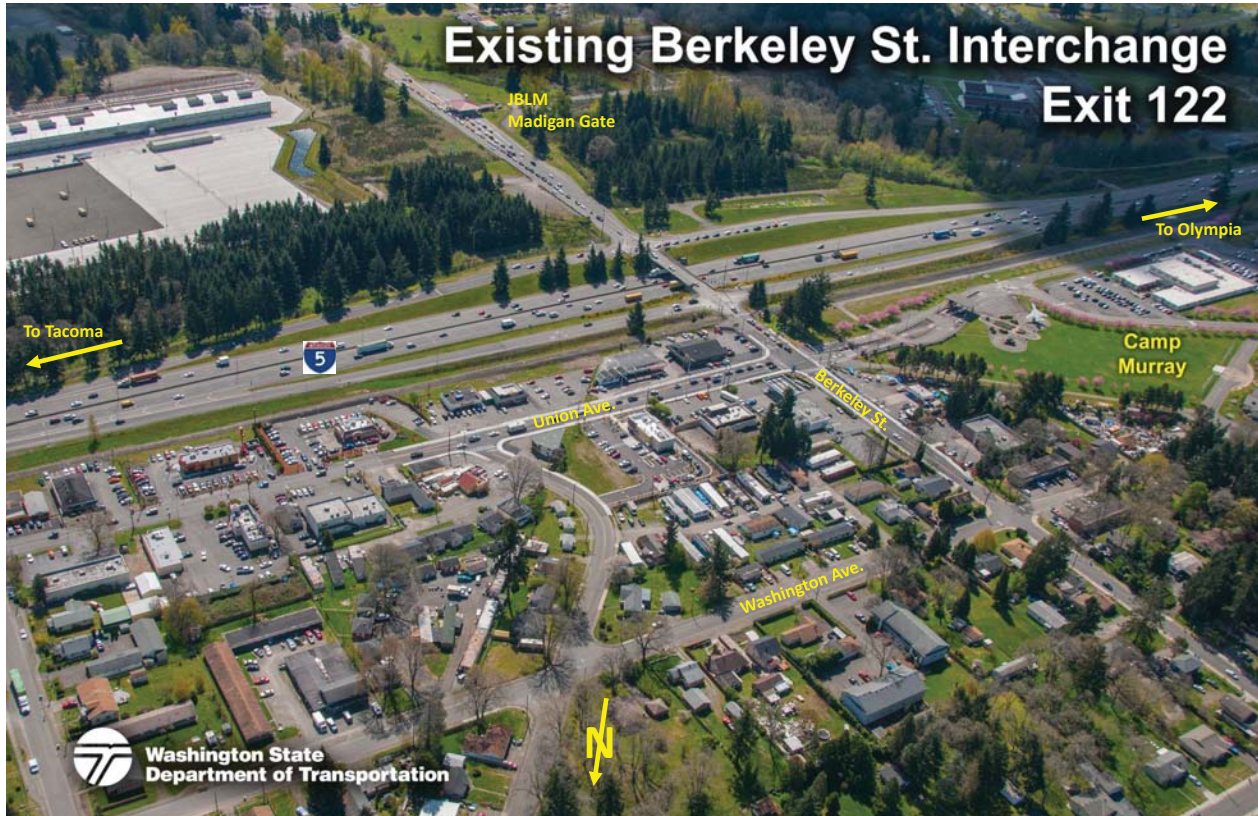 Existing Berkeley St. Interchange
Exit 122
JBLM
Madigan Gate
To Olympia
To Tacoma
INTERSTATE
5
Camp
Murray
Union Ave.
Berkeley St.
Washington Ave.
N
Washington State
Department of Transportation